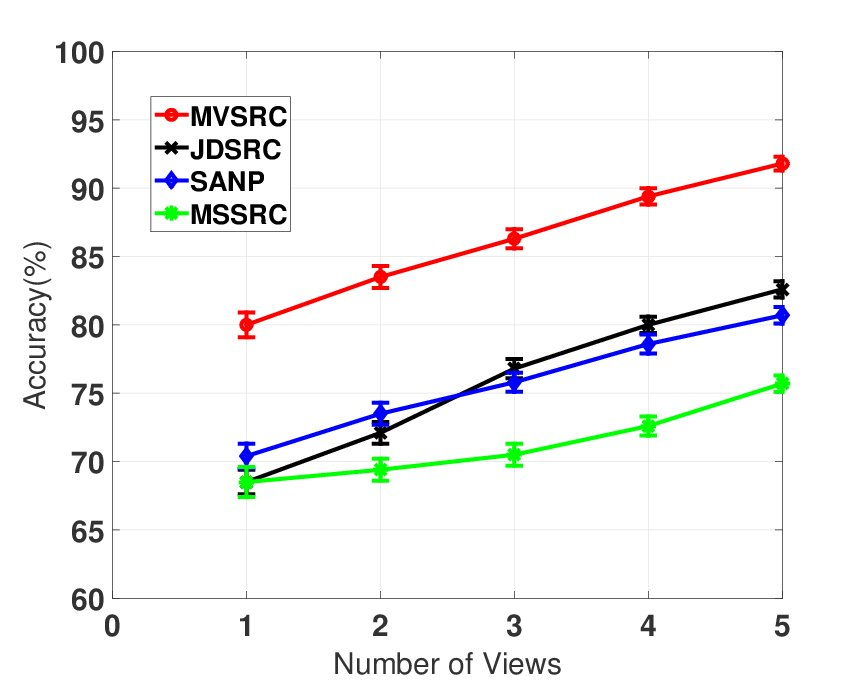 100
95
90
85
80
75
70
65
60
Accuracy(%)
MVSRC
JDSRC
SANP
MSSRC
0 1 2 3 4 5
Number of Views